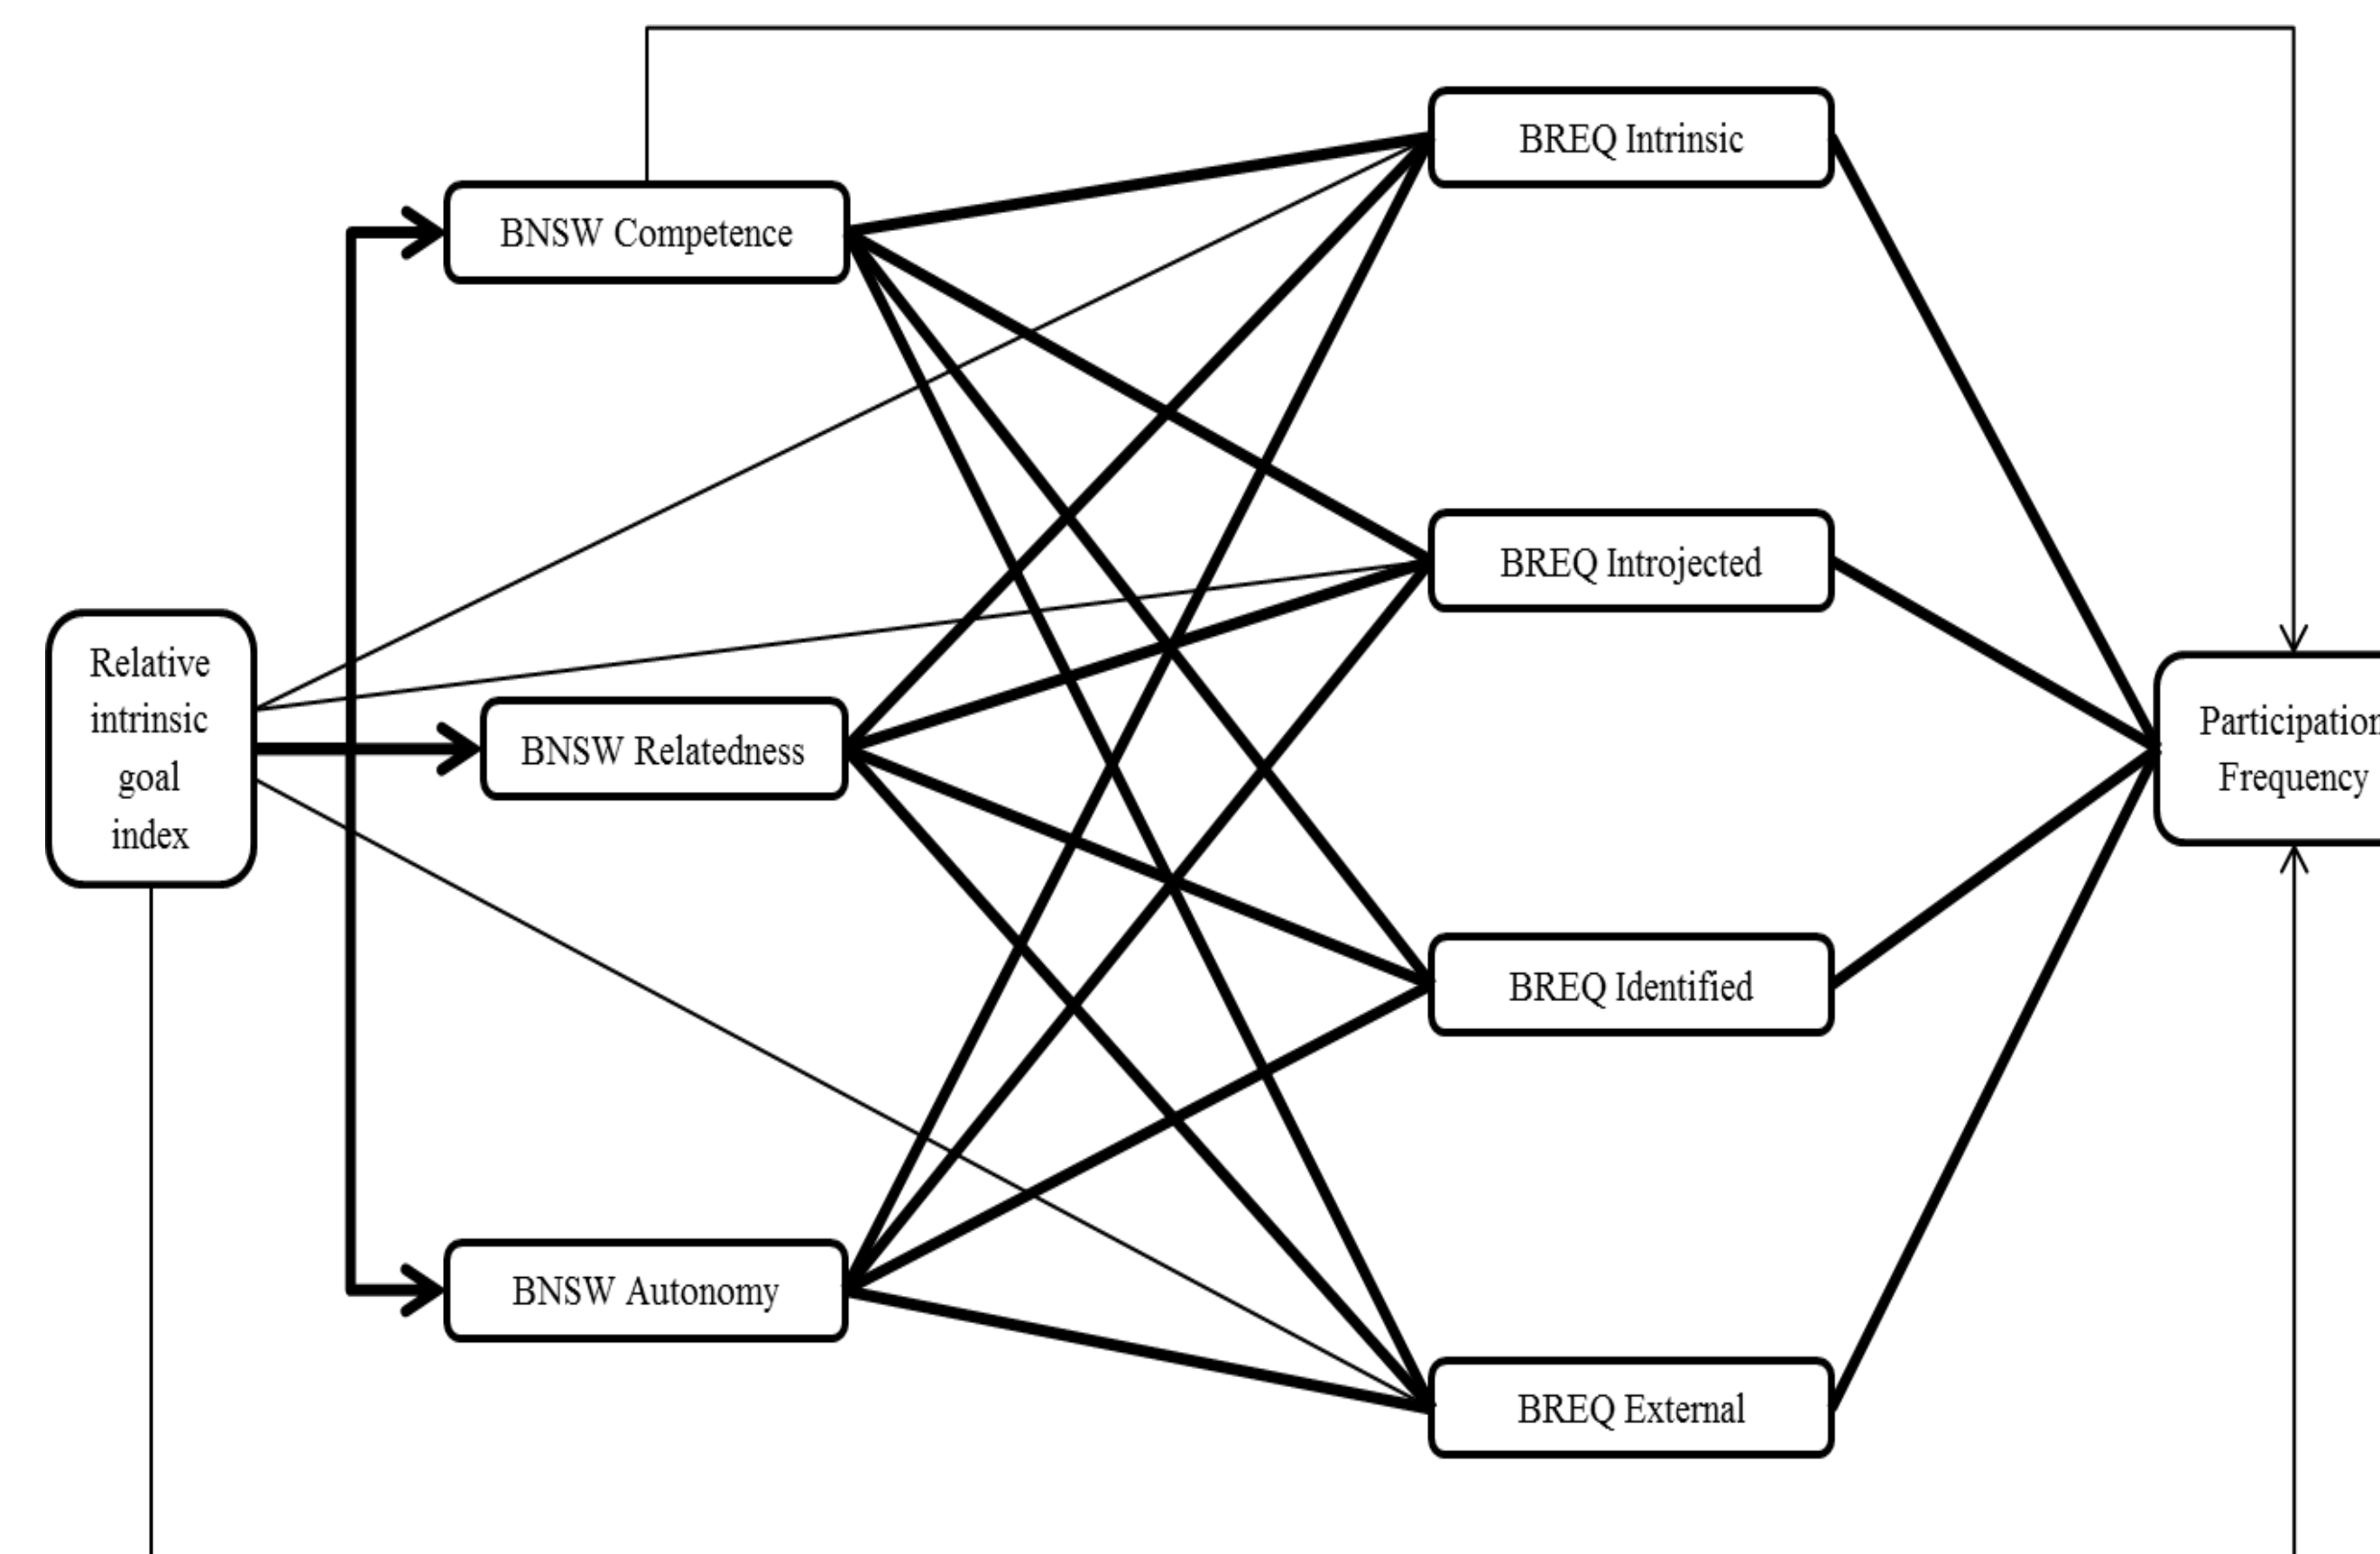 BREQ Intrinsic
BNSW Competence
BREQ Introjected
Relative
intrinsic
goal
index
BNSW Relatedness
Participation
Frequency
BREQ Identified
BNSW Autonomy
BREQ External